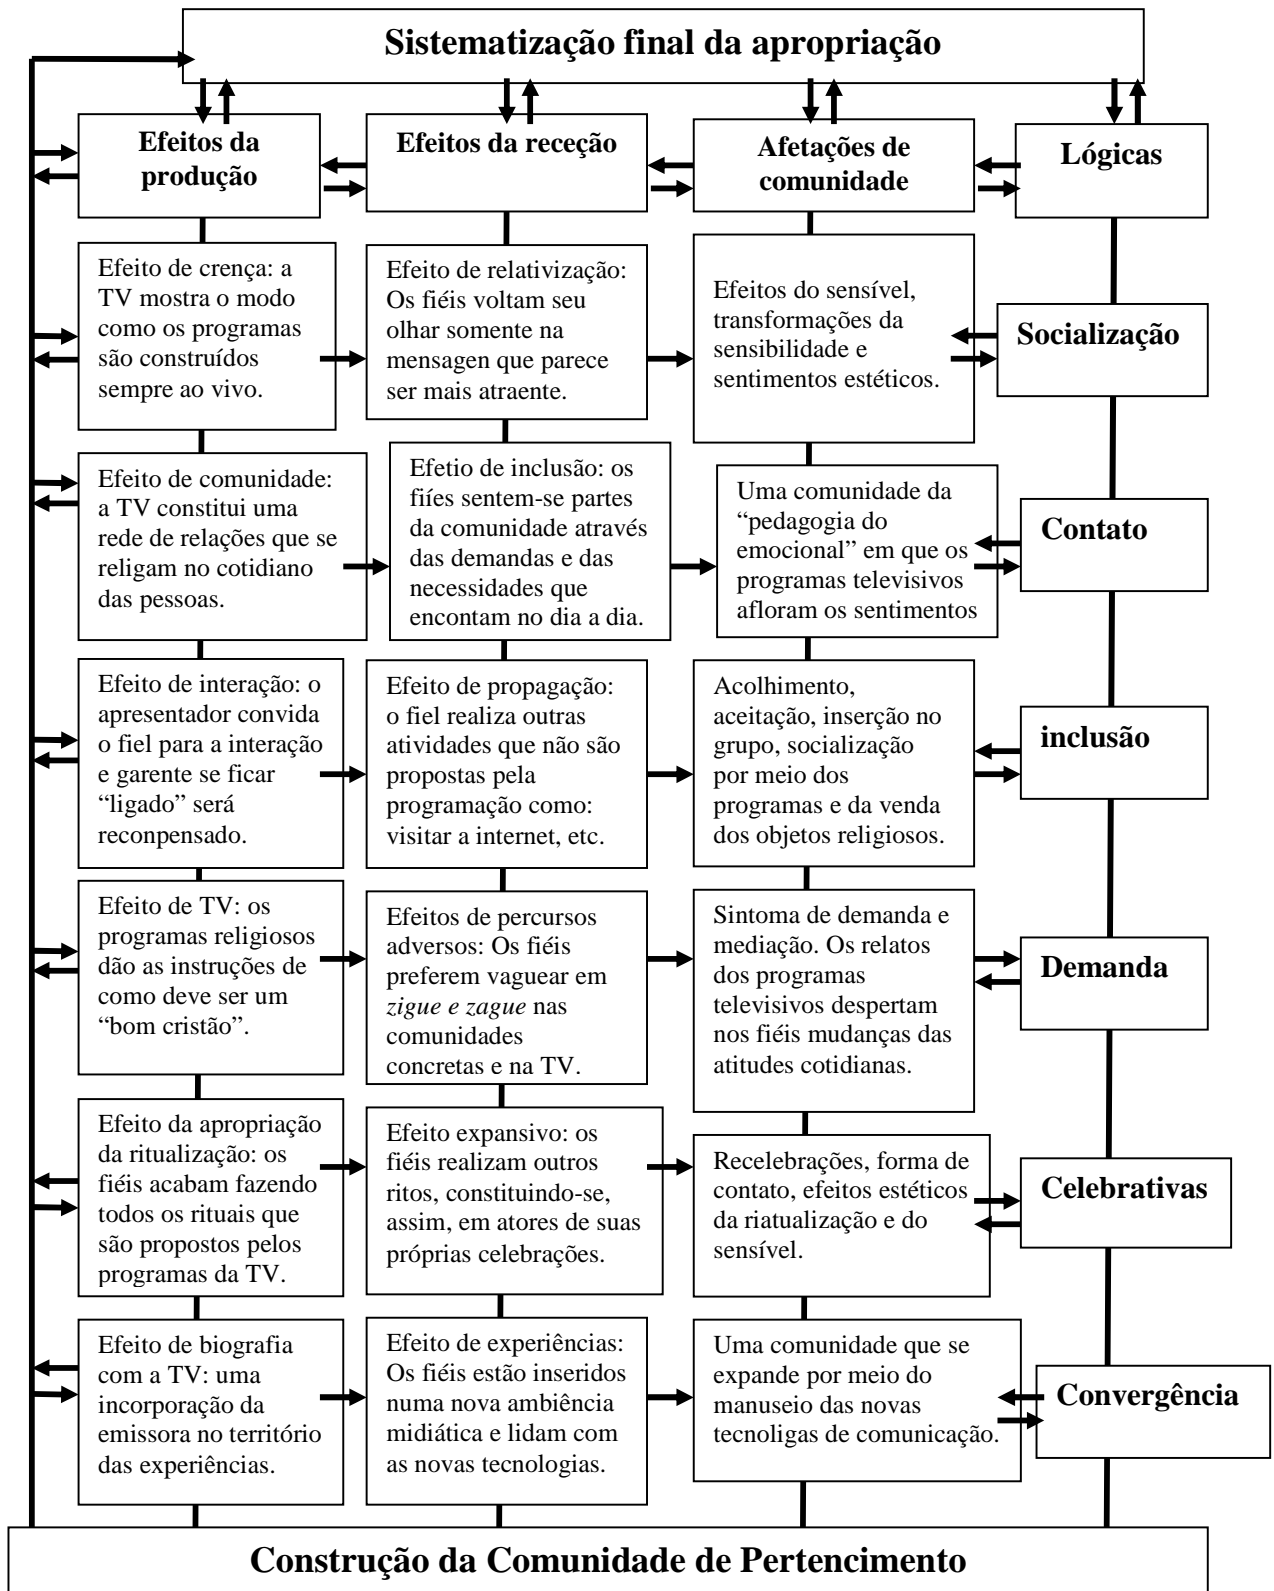 Sistematização final da apropriação
Efeitos da
produção
Efeitos da receção
Afetações de
comunidade
Lógicas
Efeito de crença: a
TV mostra o modo
como os programas
são construídos
sempre ao vivo.
Efeito de relativização:
Os fiéis voltam seu
olhar somente na
mensagen que parece
ser mais atraente.
Efeitos do sensível,
transformações da
sensibilidade e
sentimentos estéticos.
Socialização
Efeito de comunidade:
a TV constitui uma
rede de relações que se
religam no cotidiano
das pessoas.
Efetio de inclusão: os
fiíes sentem-se partes
da comunidade através
das demandas e das
necessidades que
encontam no dia a dia.
Uma comunidade da
“pedagogia do
emocional” em que os
programas televisivos
afloram os sentimentos
Contato
Efeito de interação: o
apresentador convida
o fiel para a interação
e garente se ficar
“ligado” será
reconpensado.
Efeito de propagação:
o fiel realiza outras
atividades que não são
propostas pela
programação como:
visitar a internet, etc.
Acolhimento,
aceitação, inserção no
grupo, socialização
por meio dos
programas e da venda
dos objetos religiosos.
inclusão
Efeito de TV: os
programas religiosos
dão as instruções de
como deve ser um
“bom cristão”.
Efeitos de percursos
adversos: Os fiéis
preferem vaguear em
zigue e zague nas
comunidades
concretas e na TV.
Sintoma de demanda e
mediação. Os relatos
dos programas
televisivos despertam
nos fiéis mudanças das
atitudes cotidianas.
Demanda
Efeito da apropriação
da ritualização: os
fiéis acabam fazendo
todos os rituais que
são propostos pelos
programas da TV.
Efeito expansivo: os
fiéis realizam outros
ritos, constituindo-se,
assim, em atores de suas
próprias celebrações.
Recelebrações, forma de
contato, efeitos estéticos
da riatualização e do
sensível.
Celebrativas
Efeito de biografia
com a TV: uma
incorporação da
emissora no território
das experiências.
Efeito de experiências:
Os fiéis estão inseridos
numa nova ambiência
midiática e lidam com
as novas tecnologias.
Uma comunidade que se
expande por meio do
manuseio das novas
tecnoligas de comunicação.
Convergência
Construção da Comunidade de Pertencimento